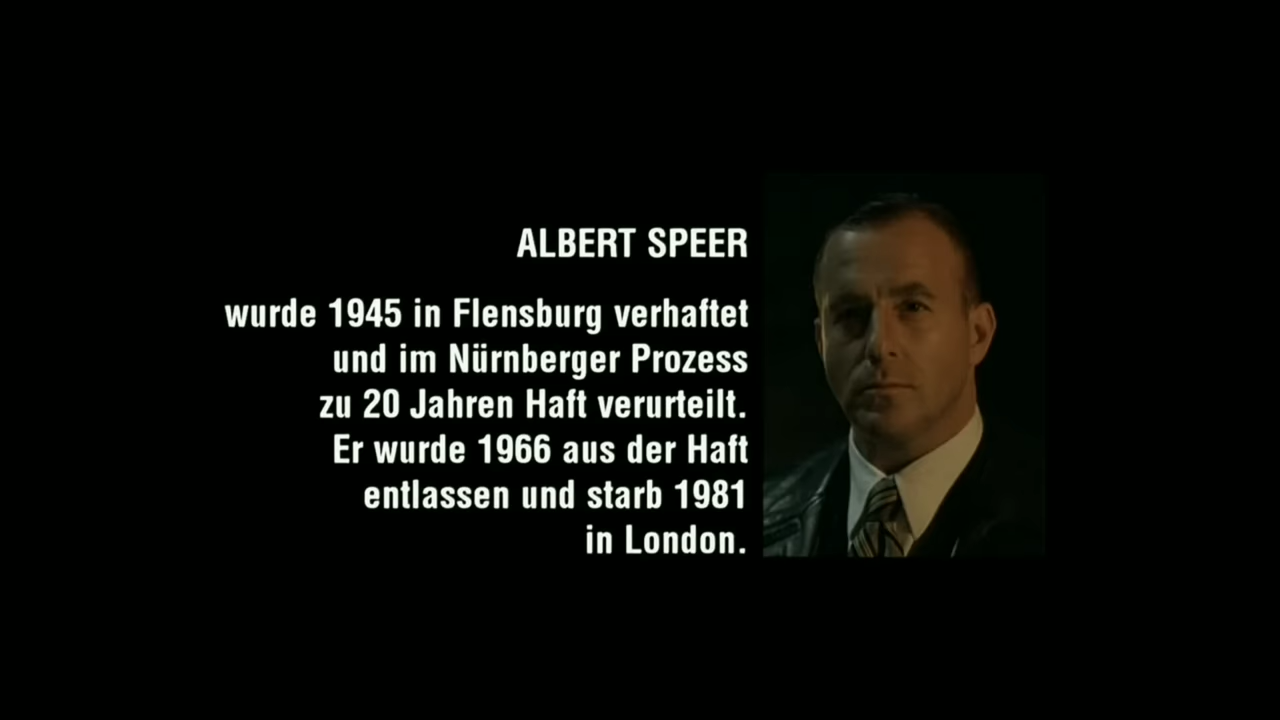 ALBERT SPEER
wurde 1945 in Flensburg verhaftet
und im Nürnberger Prozess
zu 20 Jahren Haft verurteilt.
Er wurde 1966 aus der Haft
entlassen und starb 1981
in London.